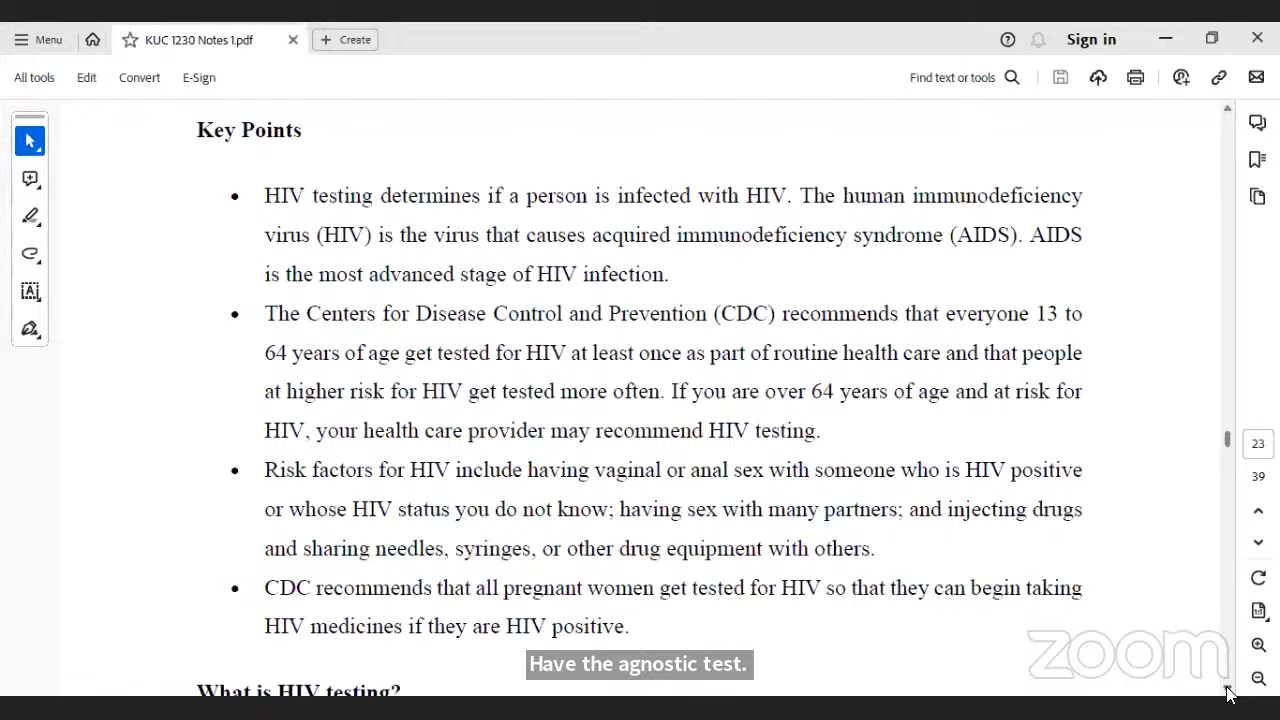 Menu
KUC 1230 Notes 1.pdf
Create
Sign in
All tools
Edit
Convert
E-Sign
Find text or tools
Key Points
• HIV testing determines if a person is infected with HIV. The human immunodeficiency
virus (HIV) is the virus that causes acquired immunodeficiency syndrome (AIDS). AIDS
is the most advanced stage of HIV infection.
• The Centers for Disease Control and Prevention (CDC) recommends that everyone 13 to
64 years of age get tested for HIV at least once as part of routine health care and that people
at higher risk for HIV get tested more often. If you are over 64 years of age and at risk for
HIV, your health care provider may recommend HIV testing.
• Risk factors for HIV include having vaginal or anal sex with someone who is HIV positive
or whose HIV status you do not know; having sex with many partners; and injecting drugs
and sharing needles, syringes, or other drug equipment with others.
• CDC recommends that all pregnant women get tested for HIV so that they can begin taking
HIV medicines if they are HIV positive.
What is HIV testing?
Have the agnostic test.
zoom
23
39